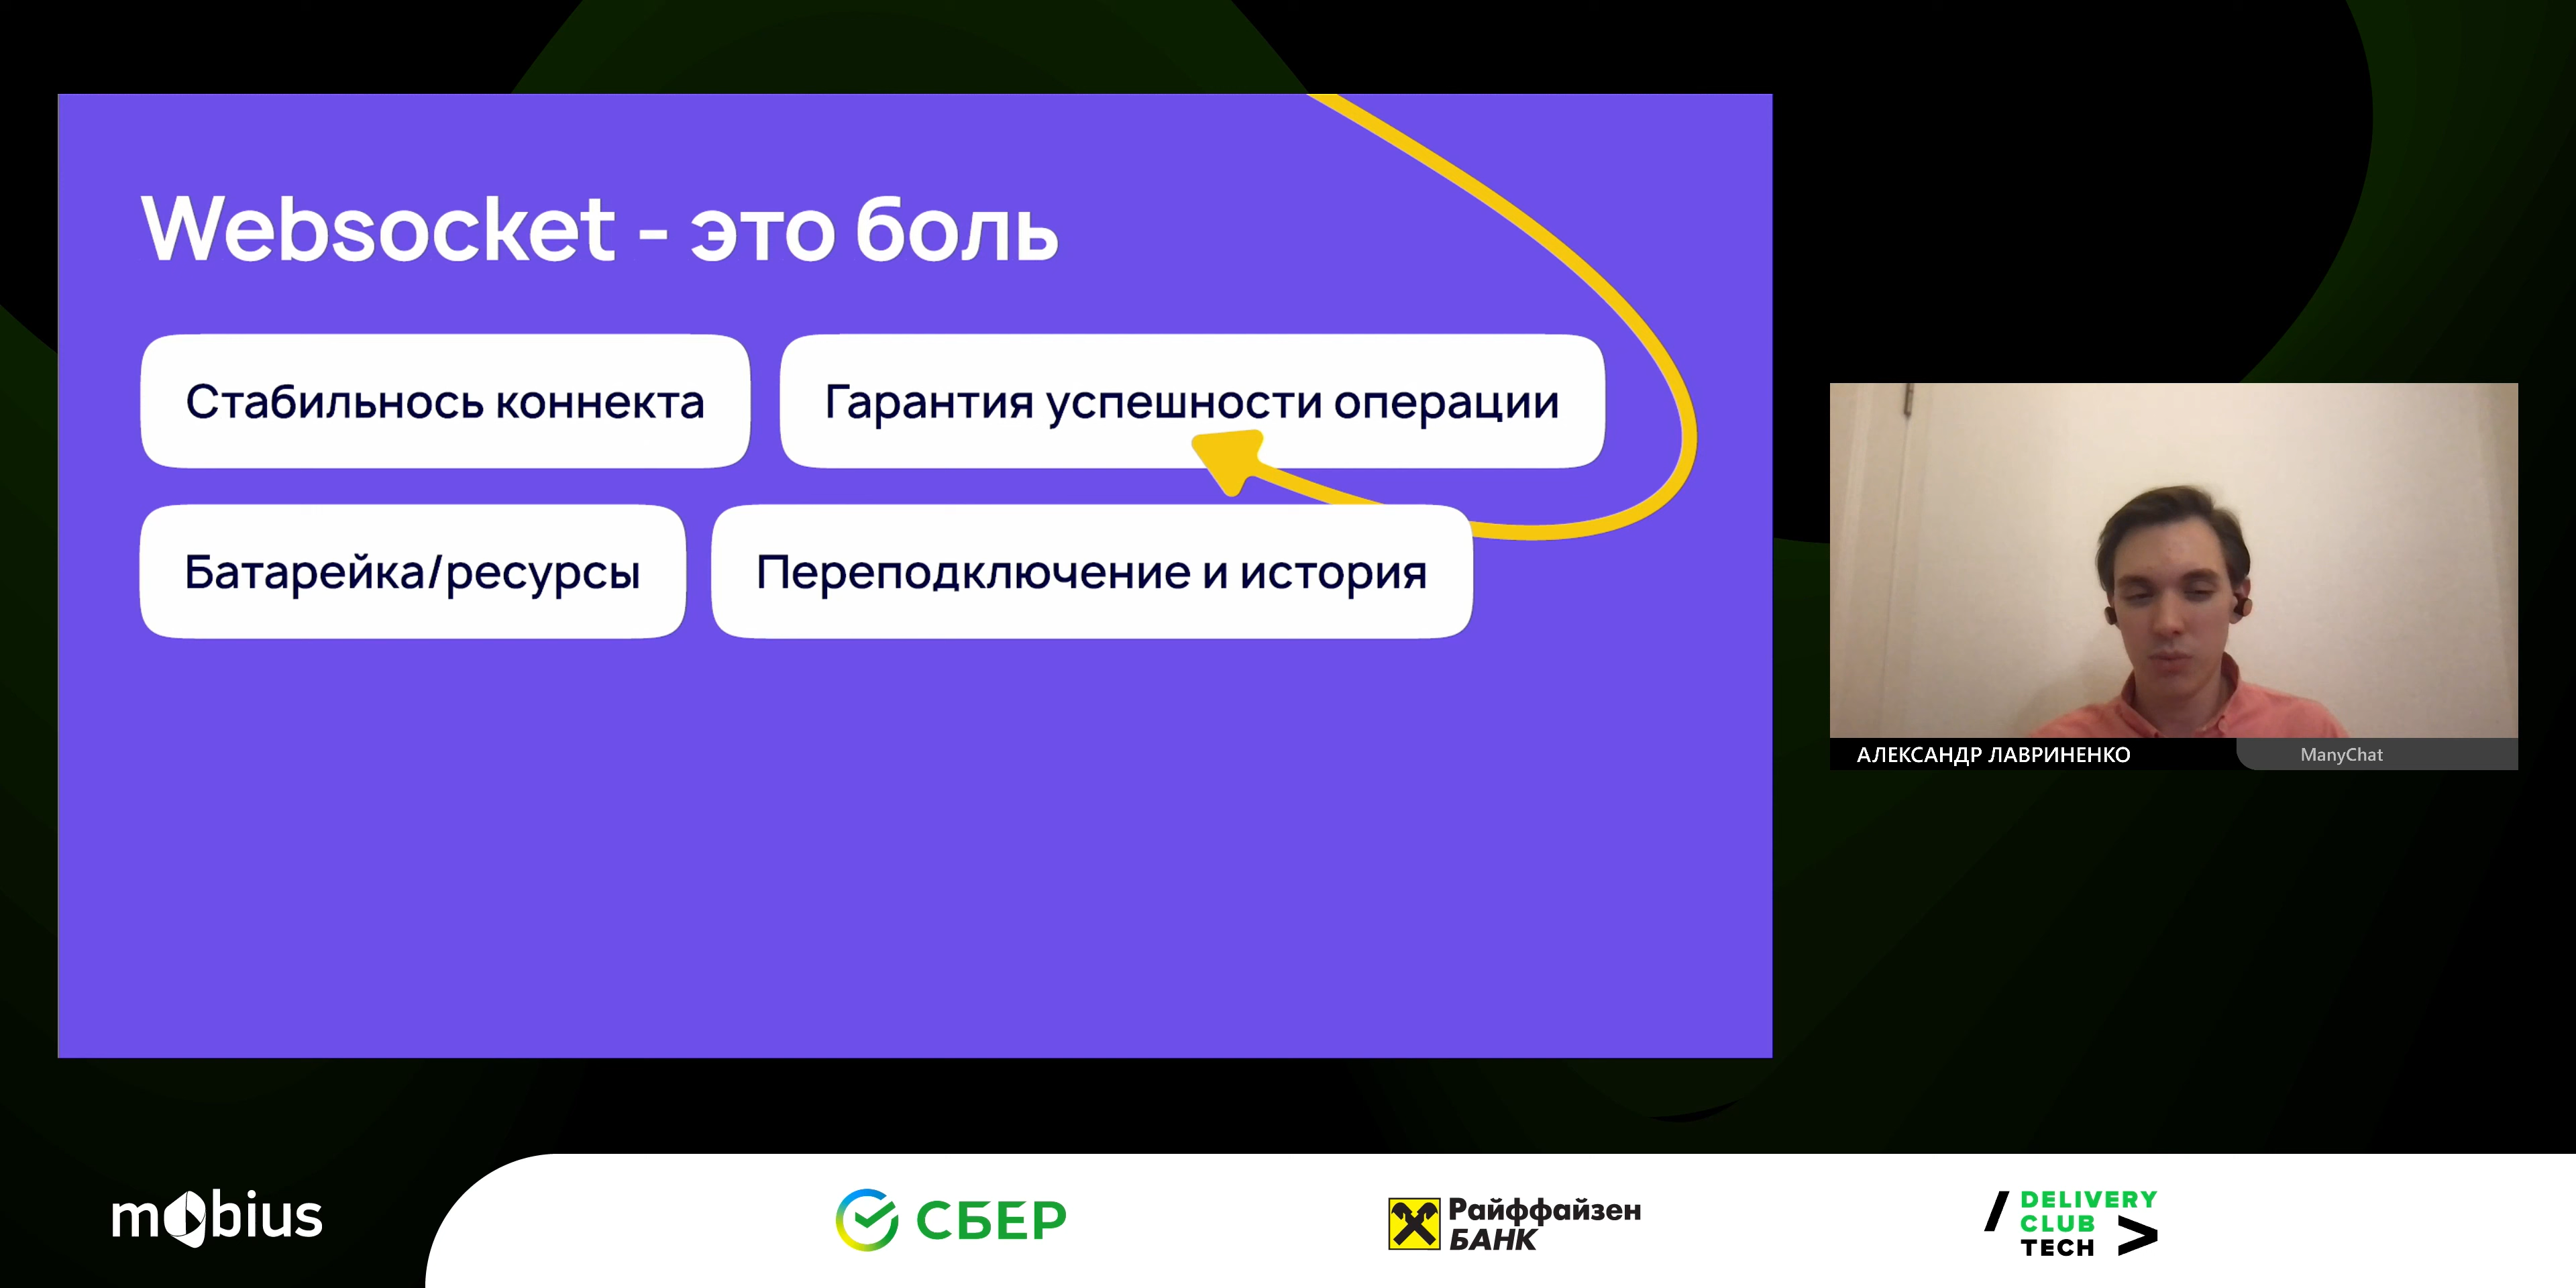 Websocket - это боль
Стабильнось коннекта
Гарантия успешности операции
Батарейка/ресурсы
Переподключение и история
АЛЕКСАНДР ЛАВРИНЕНКО
ManyChat
mobius
СБЕР
Райффайзен
БАНК
DELIVERY
CLUB
TECH